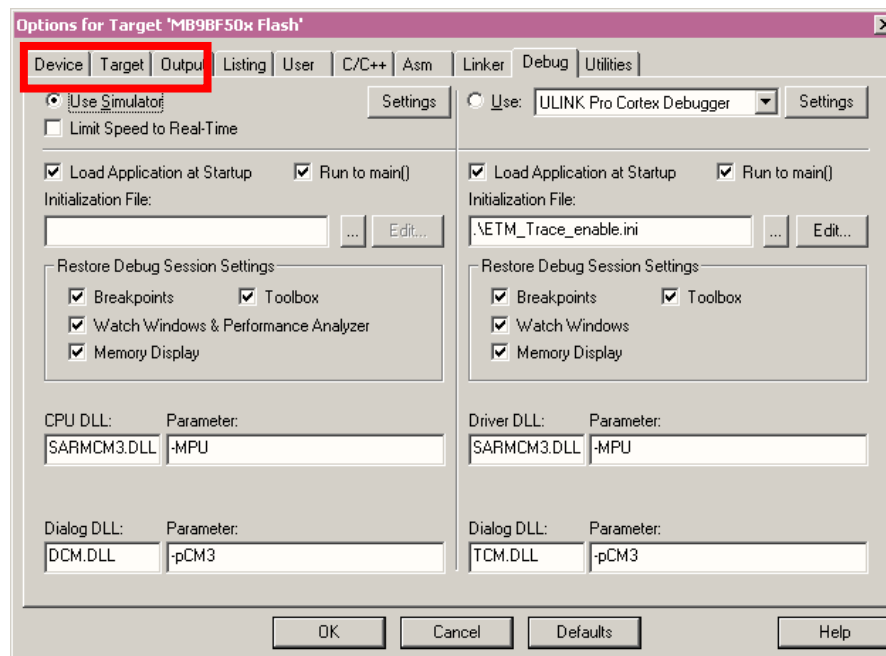 Options for Target 'MB9BF50x Flash'
Device Target Output Listing User C/C++ Asm Linker Debug Utilities
Use Simulator Settings Use: ULINK Pro Cortex Debugger Settings
Limit Speed to Real-Time
Load Application at Startup Run to main() Load Application at Startup Run to main()
Initialization File: Initialization File:
... Edit... .\ETM_Trace_enable.ini ... Edit...
Restore Debug Session Settings Restore Debug Session Settings
Breakpoints Toolbox Breakpoints Toolbox
Watch Windows & Performance Analyzer Watch Windows
Memory Display Memory Display
CPU DLL: Parameter: Driver DLL: Parameter:
SARMCM3.DLL -MPU SARMCM3.DLL -MPU
Dialog DLL: Parameter: Dialog DLL: Parameter:
DCM.DLL -pCM3 TCM.DLL -pCM3
OK Cancel Defaults Help